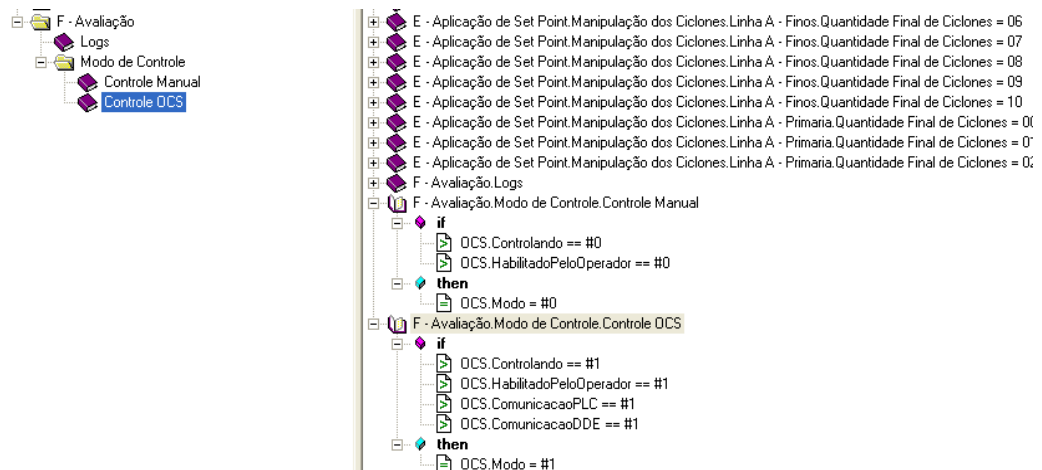 F - Avaliação
Logs
Modo de Controle
Controle Manual
Controle OCS
E - Aplicação de Set Point.Manipulação dos Ciclones.Linha A - Finos.Quantidade Final de Ciclones = 06
E - Aplicação de Set Point.Manipulação dos Ciclones.Linha A - Finos.Quantidade Final de Ciclones = 07
E - Aplicação de Set Point.Manipulação dos Ciclones.Linha A - Finos.Quantidade Final de Ciclones = 08
E - Aplicação de Set Point.Manipulação dos Ciclones.Linha A - Finos.Quantidade Final de Ciclones = 09
E - Aplicação de Set Point.Manipulação dos Ciclones.Linha A - Finos.Quantidade Final de Ciclones = 10
E - Aplicação de Set Point.Manipulação dos Ciclones.Linha A - Primaria.Quantidade Final de Ciclones = 00
E - Aplicação de Set Point.Manipulação dos Ciclones.Linha A - Primaria.Quantidade Final de Ciclones = 01
E - Aplicação de Set Point.Manipulação dos Ciclones.Linha A - Primaria.Quantidade Final de Ciclones = 02
F - Avaliação.Logs
F - Avaliação.Modo de Controle.Controle Manual
if
OCS.Controlando == #0
OCS.HabilitadoPeloOperador == #0
then
OCS.Modo = #0
F - Avaliação.Modo de Controle.Controle OCS
if
OCS.Controlando == #1
OCS.HabilitadoPeloOperador == #1
OCS.ComunicacaoPLC == #1
OCS.ComunicacaoDDE == #1
then
OCS.Modo = #1